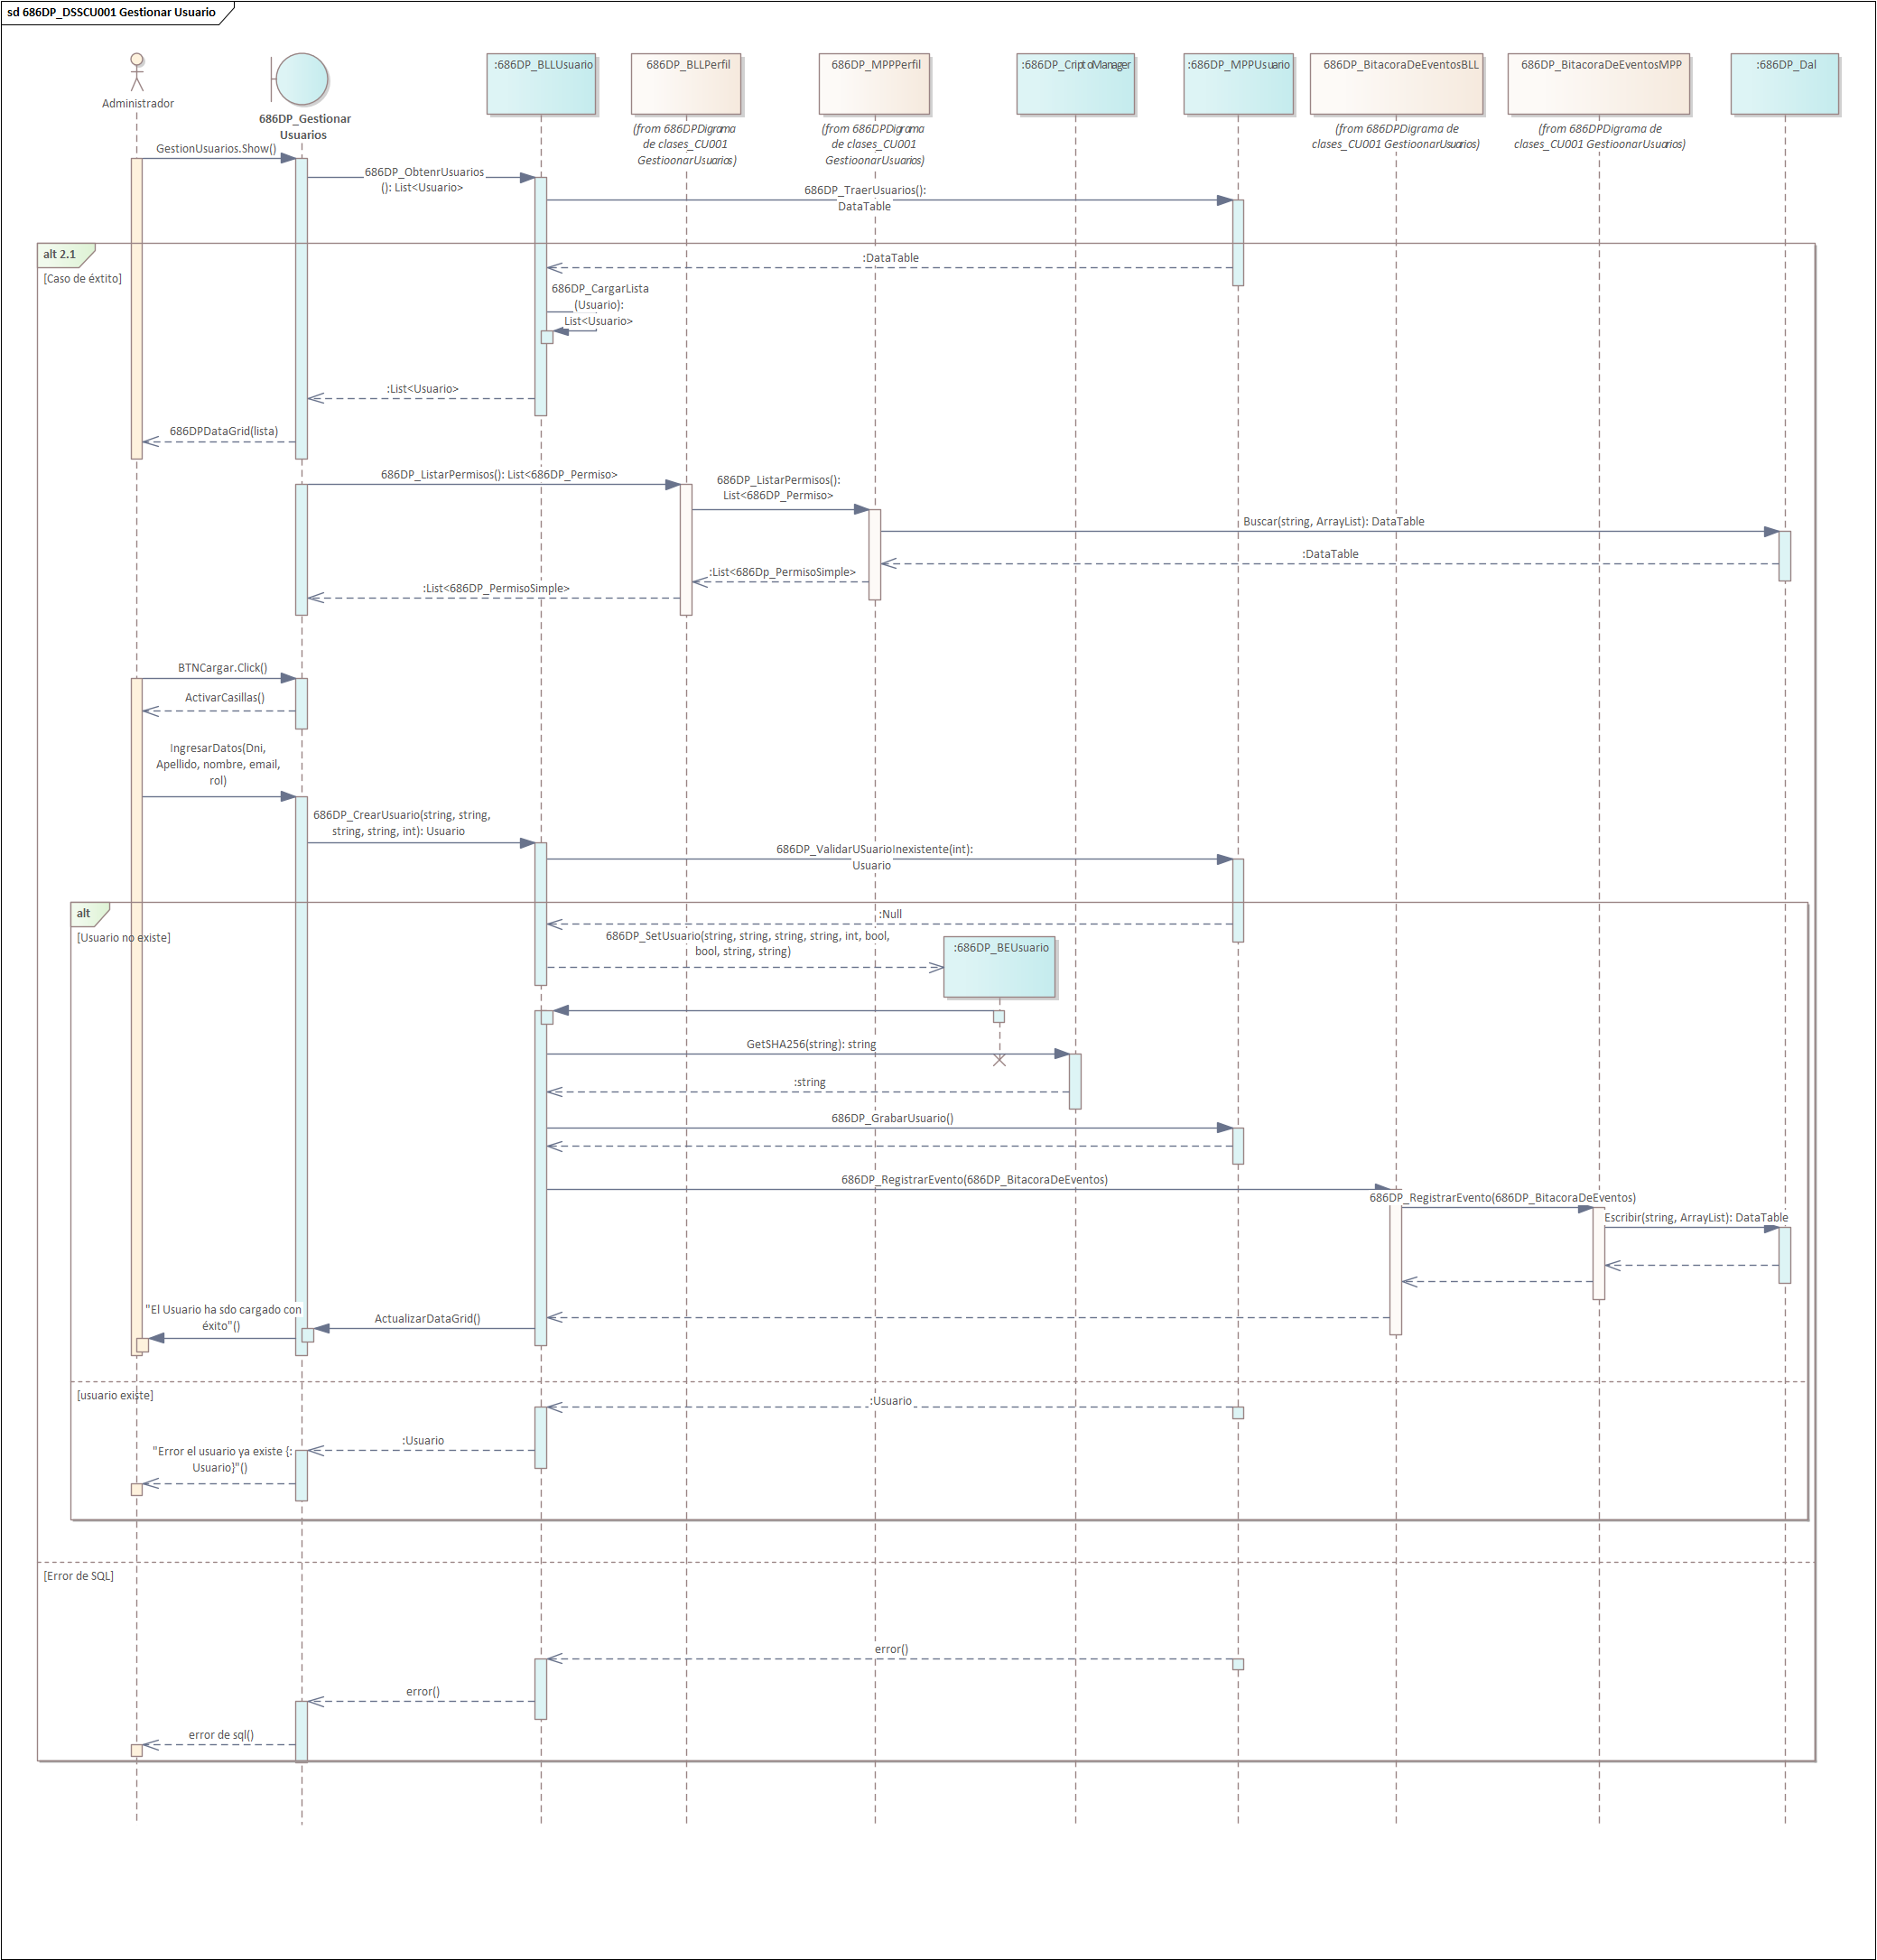 sd 686DP_DSSCU001 Gestionar Usuario
Administrador
686DP_Gestionar
Usuarios
:686DP_BLLUsuario
686DP_BLLPerfil
(from 686DPDigrama
de clases_CU001
GestioonarUsuarios)
686DP_MPPPerfil
(from 686DPDigrama
de clases_CU001
GestioonarUsuarios)
:686DP_CriptoManager
:686DP_MPPUsuario
686DP_BitacoraDeEventosBLL
(from 686DPDigrama de
clases_CU001 GestioonarUsuarios)
686DP_BitacoraDeEventosMPP
(from 686DPDigrama de
clases_CU001 GestioonarUsuarios)
:686DP_Dal
GestionUsuarios.Show()
686DP_ObtenrUsuarios
(): List<Usuario>
686DP_TraerUsuarios():
DataTable
alt 2.1
[Caso de éxtito]
:DataTable
686DP_CargarLista
(Usuario):
List<Usuario>
:List<Usuario>
686DPDataGrid(lista)
686DP_ListarPermisos(): List<686DP_Permiso>
686DP_ListarPermisos():
List<686DP_Permiso>
Buscar(string, ArrayList): DataTable
:DataTable
:List<686Dp_PermisoSimple>
:List<686DP_PermisoSimple>
BTNCargar.Click()
ActivarCasillas()
IngresarDatos(Dni,
Apellido, nombre, email,
rol)
686DP_CrearUsuario(string, string,
string, string, int): Usuario
686DP_ValidarUSuarioInexistente(int):
Usuario
alt
[Usuario no existe]
:Null
686DP_SetUsuario(string, string, string, string, int, bool,
bool, string, string)
:686DP_BEUsuario
GetSHA256(string): string
:string
686DP_GrabarUsuario()
686DP_RegistrarEvento(686DP_BitacoraDeEventos)
686DP_RegistrarEvento(686DP_BitacoraDeEventos)
Escribir(string, ArrayList): DataTable
"El Usuario ha sdo cargado con
éxito"()
ActualizarDataGrid()
[usuario existe]
:Usuario
:Usuario
"Error el usuario ya existe {:
Usuario}"()
[Error de SQL]
error()
error()
error de sql()